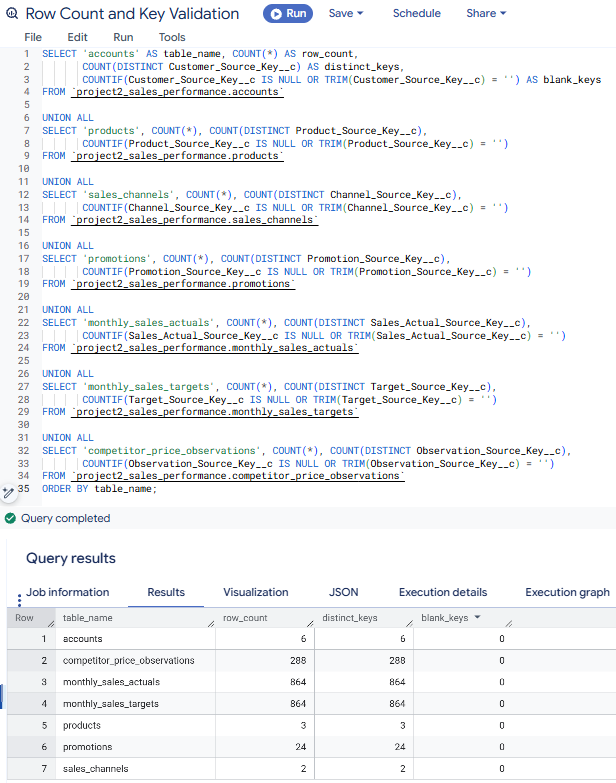 Row Count and Key Validation Run Save Schedule Share
File Edit Run Tools
1 SELECT 'accounts' AS table_name, COUNT(*) AS row_count,
2 COUNT(DISTINCT Customer_Source_Key__c) AS distinct_keys,
3 COUNTIF(Customer_Source_Key__c IS NULL OR TRIM(Customer_Source_Key__c) = '') AS blank_keys
4 FROM `project2_sales_performance.accounts`
5
6 UNION ALL
7 SELECT 'products', COUNT(*), COUNT(DISTINCT Product_Source_Key__c),
8 COUNTIF(Product_Source_Key__c IS NULL OR TRIM(Product_Source_Key__c) = '')
9 FROM `project2_sales_performance.products`
10
11 UNION ALL
12 SELECT 'sales_channels', COUNT(*), COUNT(DISTINCT Channel_Source_Key__c),
13 COUNTIF(Channel_Source_Key__c IS NULL OR TRIM(Channel_Source_Key__c) = '')
14 FROM `project2_sales_performance.sales_channels`
15
16 UNION ALL
17 SELECT 'promotions', COUNT(*), COUNT(DISTINCT Promotion_Source_Key__c),
18 COUNTIF(Promotion_Source_Key__c IS NULL OR TRIM(Promotion_Source_Key__c) = '')
19 FROM `project2_sales_performance.promotions`
20
21 UNION ALL
22 SELECT 'monthly_sales_actuals', COUNT(*), COUNT(DISTINCT Sales_Actual_Source_Key__c),
23 COUNTIF(Sales_Actual_Source_Key__c IS NULL OR TRIM(Sales_Actual_Source_Key__c) = '')
24 FROM `project2_sales_performance.monthly_sales_actuals`
25
26 UNION ALL
27 SELECT 'monthly_sales_targets', COUNT(*), COUNT(DISTINCT Target_Source_Key__c),
28 COUNTIF(Target_Source_Key__c IS NULL OR TRIM(Target_Source_Key__c) = '')
29 FROM `project2_sales_performance.monthly_sales_targets`
30
31 UNION ALL
32 SELECT 'competitor_price_observations', COUNT(*), COUNT(DISTINCT Observation_Source_Key__c),
33 COUNTIF(Observation_Source_Key__c IS NULL OR TRIM(Observation_Source_Key__c) = '')
34 FROM `project2_sales_performance.competitor_price_observations`
35 ORDER BY table_name;
Query completed
Query results
Job information Results Visualization JSON Execution details Execution graph
Row table_name row_count distinct_keys blank_keys
1 accounts 6 6 0
2 competitor_price_observations 288 288 0
3 monthly_sales_actuals 864 864 0
4 monthly_sales_targets 864 864 0
5 products 3 3 0
6 promotions 24 24 0
7 sales_channels 2 2 0